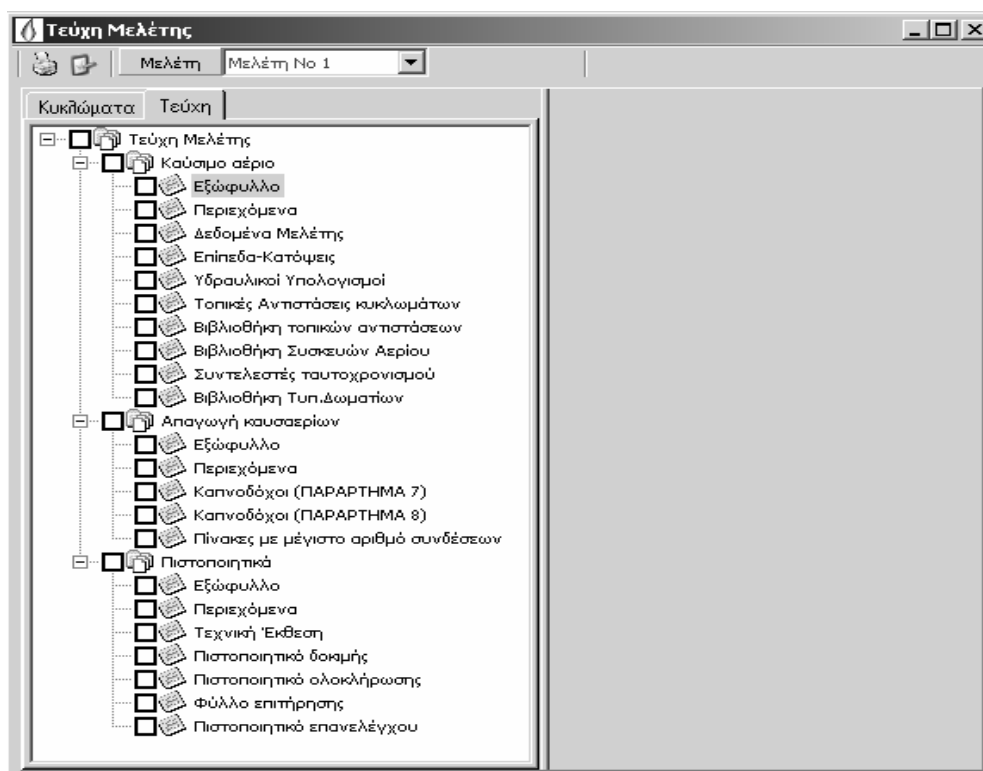 Τεύχη Μελέτης
Μελέτη Μελέτη No 1
Κυκλώματα Τεύχη
Τεύχη Μελέτης
Καύσιμο αέριο
Εξώφυλλο
Περιεχόμενα
Δεδομένα Μελέτης
Επίπεδα-Κατόψεις
Υδραυλικοί Υπολογισμοί
Τοπικές Αντιστάσεις κυκλωμάτων
Βιβλιοθήκη τοπικών αντιστάσεων
Βιβλιοθήκη Συσκευών Αερίου
Συντελεστές ταυτοχρονισμού
Βιβλιοθήκη Τυπ.Δωματίων
Απαγωγή καυσαερίων
Εξώφυλλο
Περιεχόμενα
Καπνοδόχοι (ΠΑΡΑΡΤΗΜΑ 7)
Καπνοδόχοι (ΠΑΡΑΡΤΗΜΑ 8)
Πίνακες με μέγιστο αριθμό συνδέσεων
Πιστοποιητικά
Εξώφυλλο
Περιεχόμενα
Τεχνική Έκθεση
Πιστοποιητικό δοκιμής
Πιστοποιητικό ολοκλήρωσης
Φύλλο επιτήρησης
Πιστοποιητικό επανελέγχου